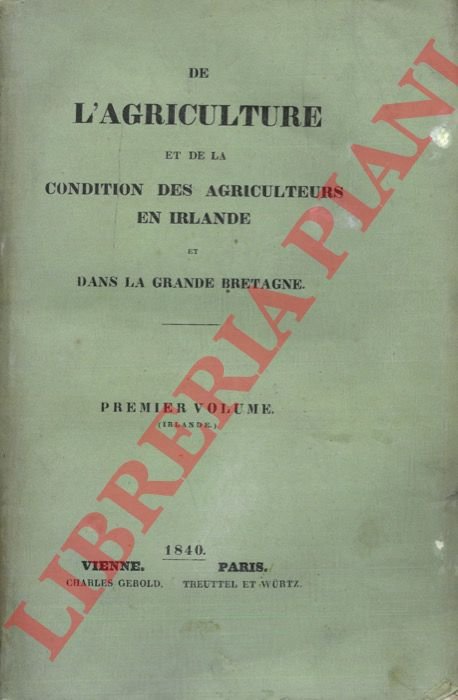 DE
L'AGRICULTURE
ET DE LA
CONDITION DES AGRICULTEURS
EN IRLANDE
ET
DANS LA GRANDE BRETAGNE.
PREMIER VOLUME.
(IRLANDE.)
1840.
VIENNE. PARIS.
CHARLES GEROLD. TREUTTEL ET WÜRTZ.
LIBRERIA PIANI